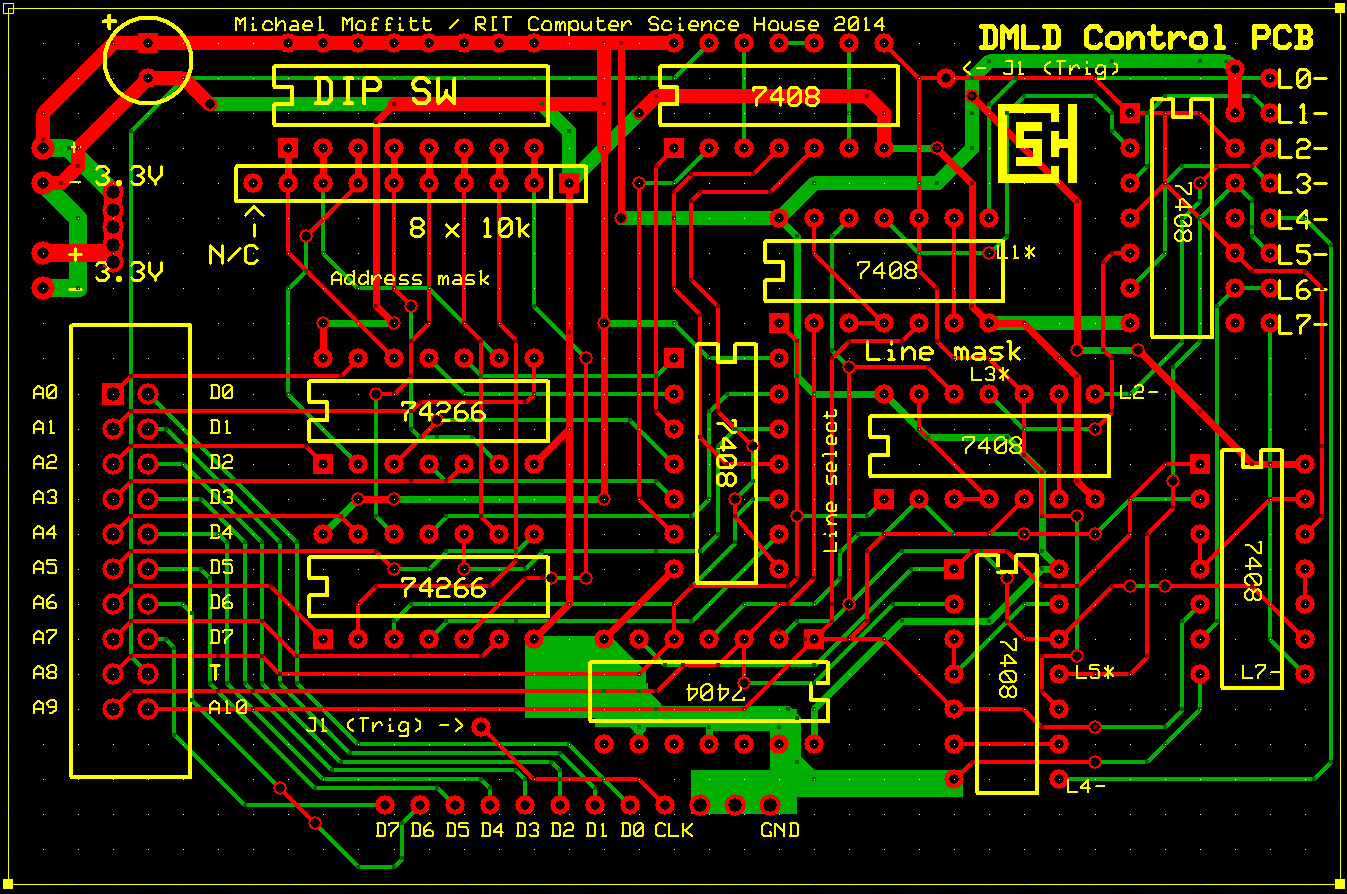 + Michael Moffitt / RIT Computer Science House 2014
DMLD Control PCB
<- J1 (Trig)
DIP SW
7408
L0-
L1-
L2-
L3-
L4-
L5-
L6-
L7-
SH
7408
+
- 3.3V
+
3.3V
-
N/C
<-
8 x 10k
Address mask
7408
L1*
Line mask
L3*
L2-
74266
7408
Line select
7408
7408
L7-
A0 D0
A1 D1
A2 D2
A3 D3
A4 D4
A5 D5
A6 D6
A7 D7
A8 T
A9 A10
74266
7404
7408
L5*
L4-
J1 (Trig) ->
D7 D6 D5 D4 D3 D2 D1 D0 CLK GND